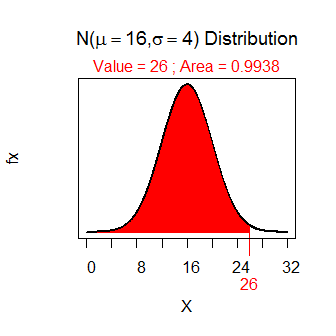 N(μ = 16,σ = 4) Distribution
Value = 26 ; Area = 0.9938
fx
0 8 16 24 32
26
X